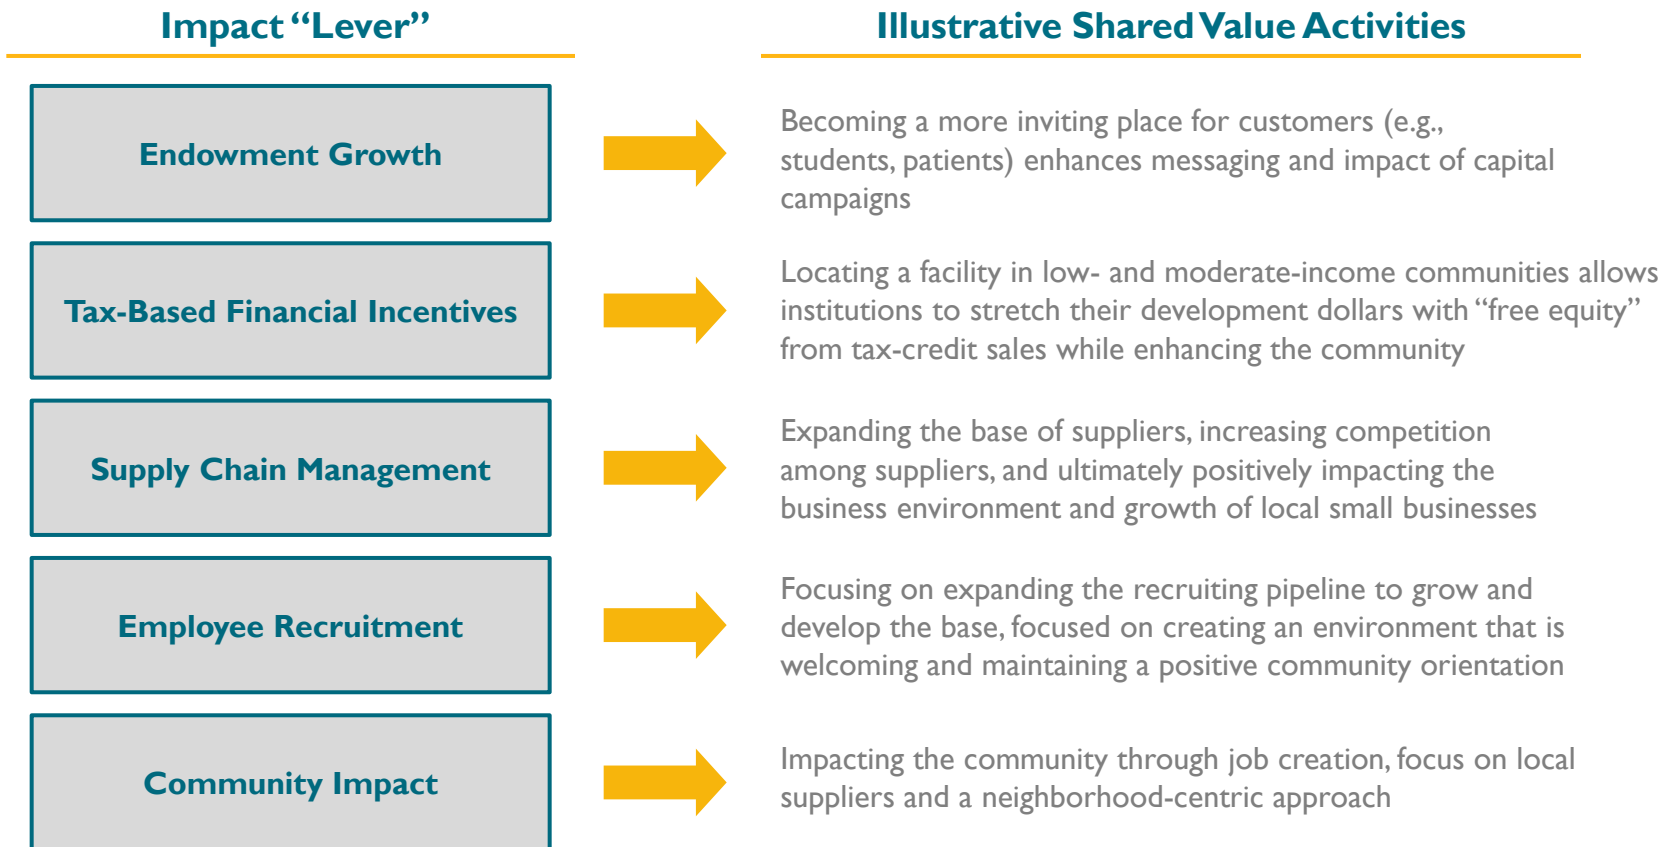 Impact “Lever”
Illustrative Shared Value Activities
Endowment Growth
Becoming a more inviting place for customers (e.g.,
students, patients) enhances messaging and impact of capital
campaigns
Tax-Based Financial Incentives
Locating a facility in low- and moderate-income communities allows
institutions to stretch their development dollars with “free equity”
from tax-credit sales while enhancing the community
Supply Chain Management
Expanding the base of suppliers, increasing competition
among suppliers, and ultimately positively impacting the
business environment and growth of local small businesses
Employee Recruitment
Focusing on expanding the recruiting pipeline to grow and
develop the base, focused on creating an environment that is
welcoming and maintaining a positive community orientation
Community Impact
Impacting the community through job creation, focus on local
suppliers and a neighborhood-centric approach